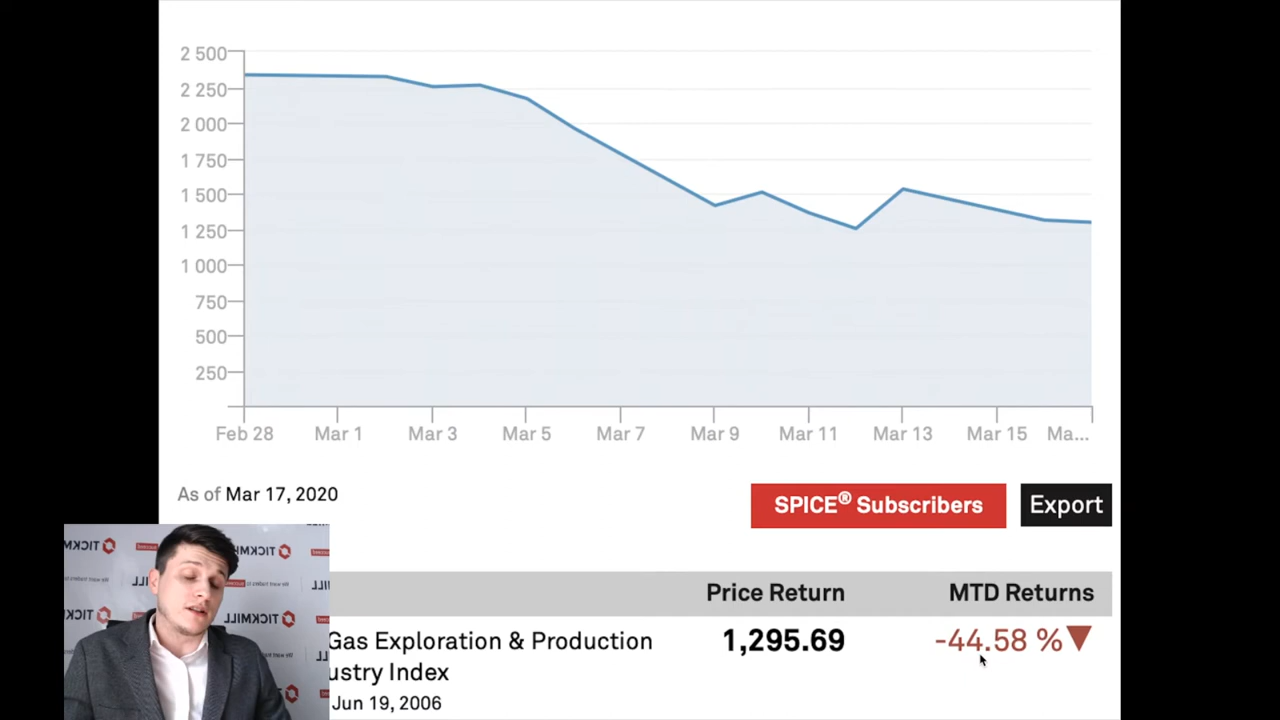 2 500
2 250
2 000
1 750
1 500
1 250
1 000
750
500
250
Feb 28 Mar 1 Mar 3 Mar 5 Mar 7 Mar 9 Mar 11 Mar 13 Mar 15 Ma...
As of Mar 17, 2020
SPICE® Subscribers
Export
Price Return MTD Returns
Gas Exploration & Production 1,295.69 -44.58 %
ustry Index
Jun 19, 2006
TICKMILL
TICKMILL
TICKMILL